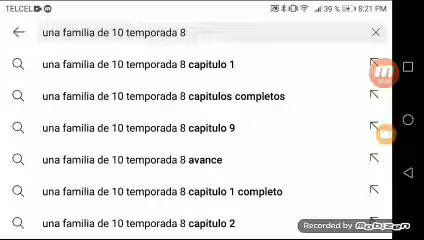 TELCEL 39 % 8:21 PM
una familia de 10 temporada 8
una familia de 10 temporada 8 capitulo 1
una familia de 10 temporada 8 capitulos completos
una familia de 10 temporada 8 capitulo 9
una familia de 10 temporada 8 avance
una familia de 10 temporada 8 capitulo 1 completo
una familia de 10 temporada 8 capitulo 2
Recorded by Mobizen